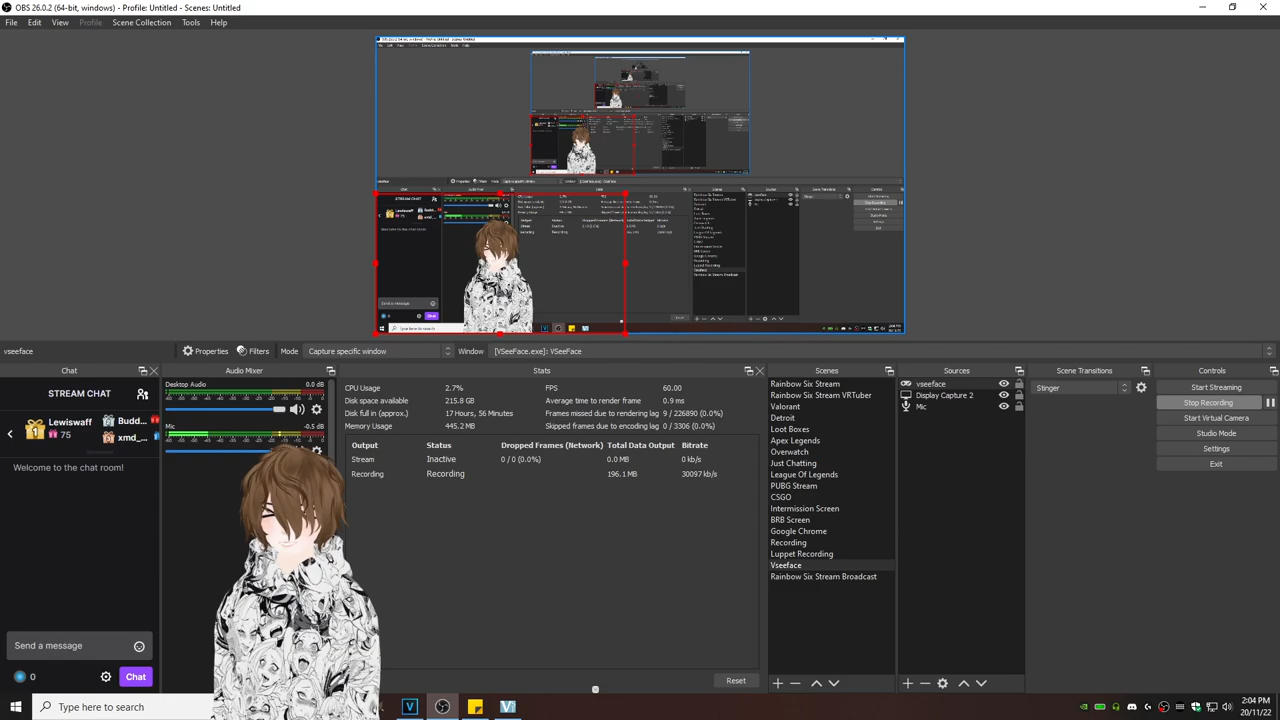 OBS 26.0.2 (64-bit, windows) - Profile: Untitled - Scenes: Untitled
File Edit View Profile Scene Collection Tools Help
vseeface Properties Filters Mode Capture specific window Window [VSeeFace.exe]: VSeeFace
Chat
STREAM CHAT
Lewiswaff
75
Budd...
xmd_...
Welcome to the chat room!
Send a message
0 Chat
Audio Mixer
Desktop Audio 0.0 dB
Mic -0.5 dB
Stats
CPU Usage 2.7% FPS 60.00
Disk space available 215.8 GB Average time to render frame 0.9 ms
Disk full in (approx.) 17 Hours, 56 Minutes Frames missed due to rendering lag 9 / 226890 (0.0%)
Memory Usage 445.2 MB Skipped frames due to encoding lag 0 / 3306 (0.0%)
Output Status Dropped Frames (Network) Total Data Output Bitrate
Stream Inactive 0 / 0 (0.0%) 0.0 MB 0 kb/s
Recording Recording 196.1 MB 30097 kb/s
Reset
Scenes
Rainbow Six Stream
Rainbow Six Stream VRTuber
Valorant
Detroit
Loot Boxes
Apex Legends
Overwatch
Just Chatting
League Of Legends
PUBG Stream
CSGO
Intermission Screen
BRB Screen
Google Chrome
Recording
Luppet Recording
Vseeface
Rainbow Six Stream Broadcast
Sources
vseeface
Display Capture 2
Mic
Scene Transitions
Stinger
Controls
Start Streaming
Stop Recording
Start Virtual Camera
Studio Mode
Settings
Exit
Type here to search
2:04 PM
20/11/22